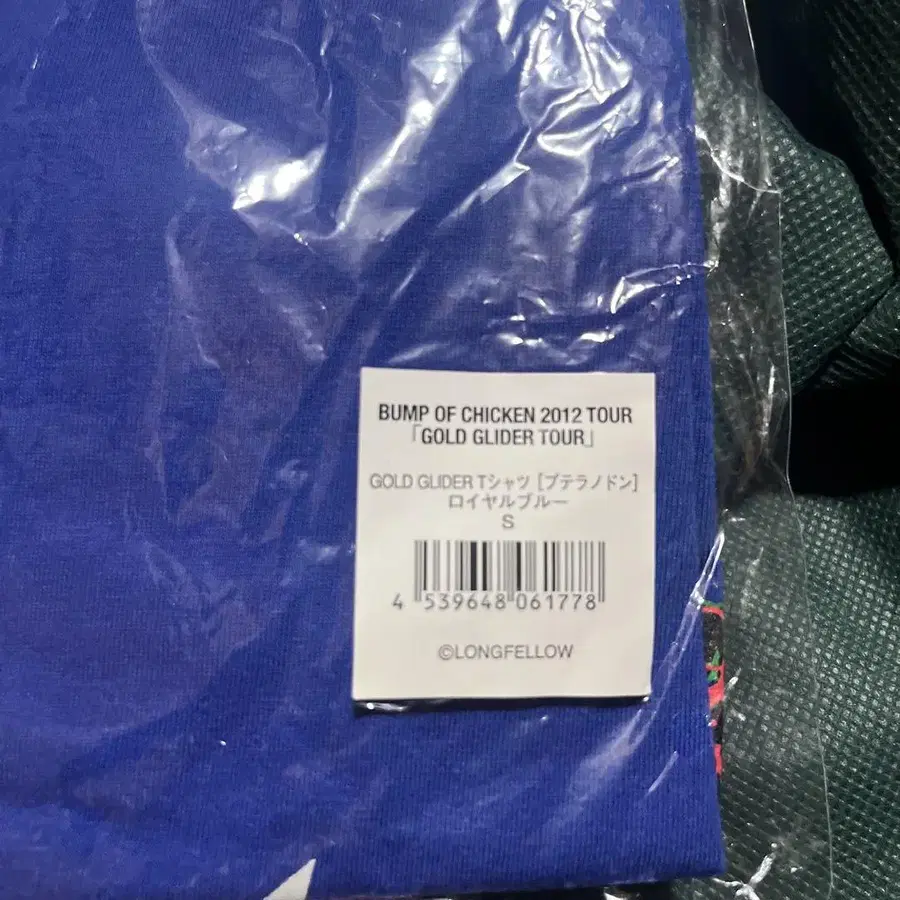 BUMP OF CHICKEN 2012 TOUR
「GOLD GLIDER TOUR」
GOLD GLIDER Tシャツ [プテラノドン]
ロイヤルブルー
S
4 539648 061778
©LONGFELLOW